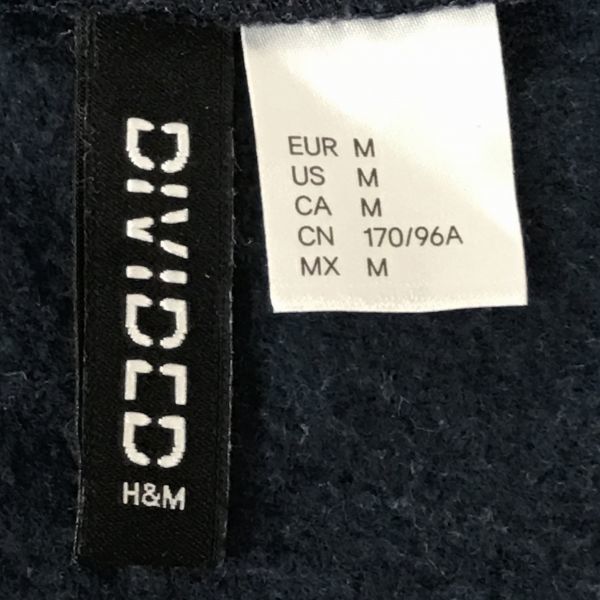 DIVIDED
H&M
EUR M
US M
CA M
CN 170/96A
MX M